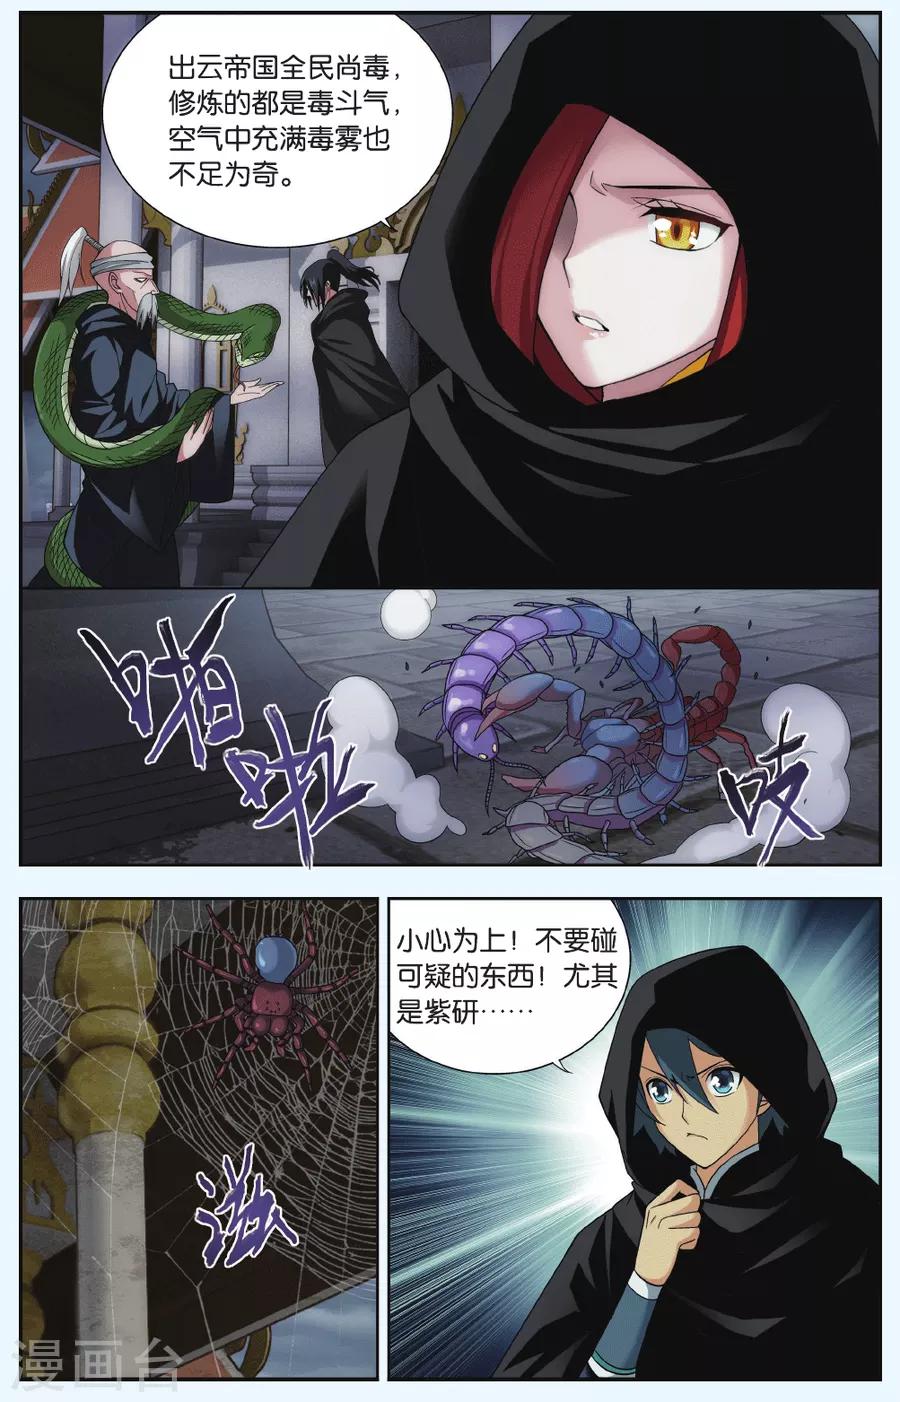 出云帝国全民尚毒，
修炼的都是毒斗气，
空气中充满毒雾也
不足为奇。
啪
啦
吱
滋
小心为上！不要碰
可疑的东西！尤其
是紫研……
漫画台